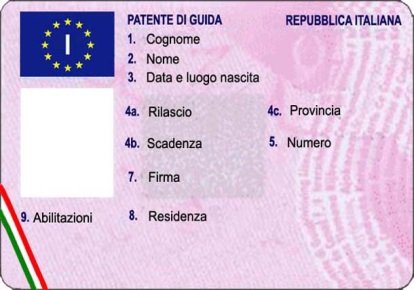 PATENTE DI GUIDA REPUBBLICA ITALIANA
I
1. Cognome
2. Nome
3. Data e luogo nascita
4a. Rilascio 4c. Provincia
4b. Scadenza 5. Numero
7. Firma
9. Abilitazioni 8. Residenza